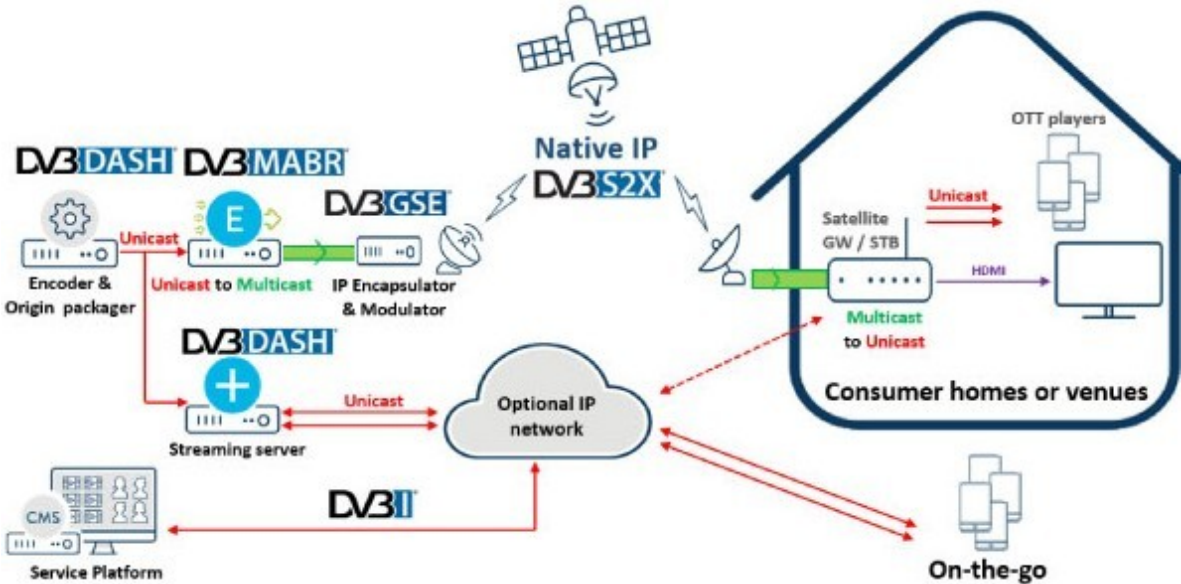 DVB DASH
DVB MABR
Native IP
DVB S2X
OTT players
DVB GSE
E
Unicast
Unicast
Satellite
GW / STB
HDMI
Encoder &
Origin packager
Unicast to Multicast
IP Encapsulator
& Modulator
Multicast
to Unicast
DVB DASH
Consumer homes or venues
Unicast
Optional IP
network
Streaming server
DVB I
CMS
Service Platform
On-the-go